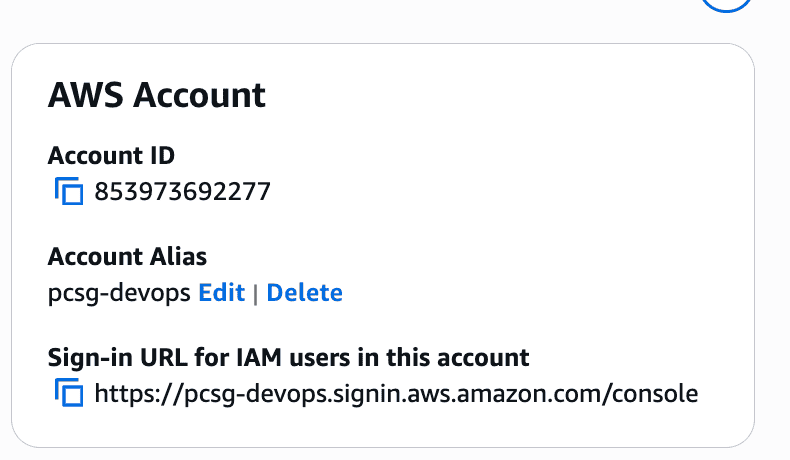 AWS Account
Account ID
853973692277
Account Alias
pcsg-devops Edit | Delete
Sign-in URL for IAM users in this account
https://pcsg-devops.signin.aws.amazon.com/console